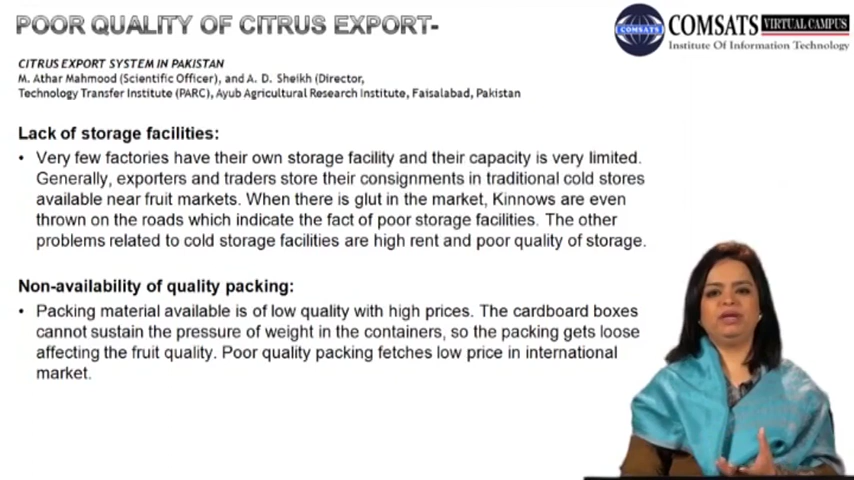 POOR QUALITY OF CITRUS EXPORT-
COMSATS
COMSATS VIRTUAL CAMPUS
Institute Of Information Technology
CITRUS EXPORT SYSTEM IN PAKISTAN
M. Athar Mahmood (Scientific Officer), and A. D. Sheikh (Director,
Technology Transfer Institute (PARC), Ayub Agricultural Research Institute, Faisalabad, Pakistan
Lack of storage facilities:
• Very few factories have their own storage facility and their capacity is very limited.
Generally, exporters and traders store their consignments in traditional cold stores
available near fruit markets. When there is glut in the market, Kinnows are even
thrown on the roads which indicate the fact of poor storage facilities. The other
problems related to cold storage facilities are high rent and poor quality of storage.
Non-availability of quality packing:
• Packing material available is of low quality with high prices. The cardboard boxes
cannot sustain the pressure of weight in the containers, so the packing gets loose
affecting the fruit quality. Poor quality packing fetches low price in international
market.